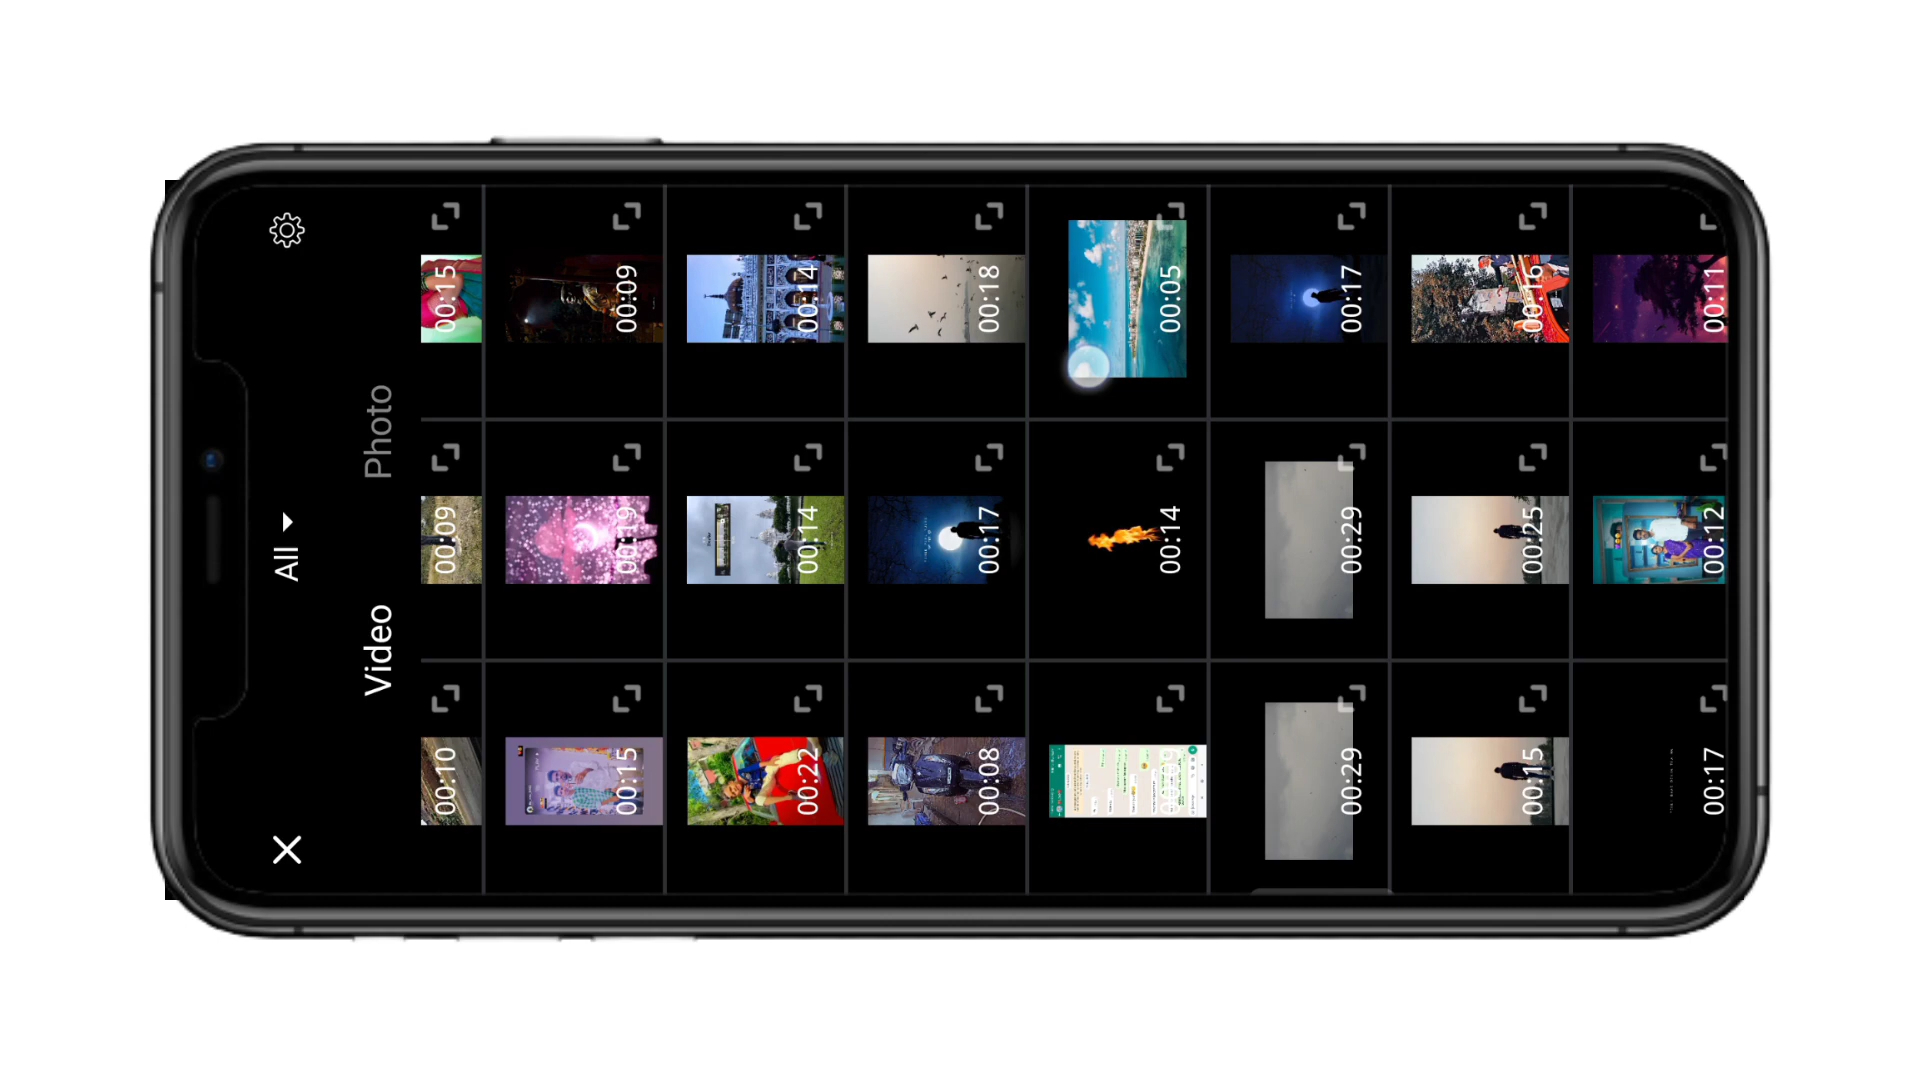 All
Video Photo
00:10 00:09 00:15
00:15 00:19 00:09
00:22 00:14 00:14
00:08 00:17 00:18
00:09 00:14 00:05
00:29 00:29 00:17
00:15 00:25 00:16
00:17 00:12 00:11